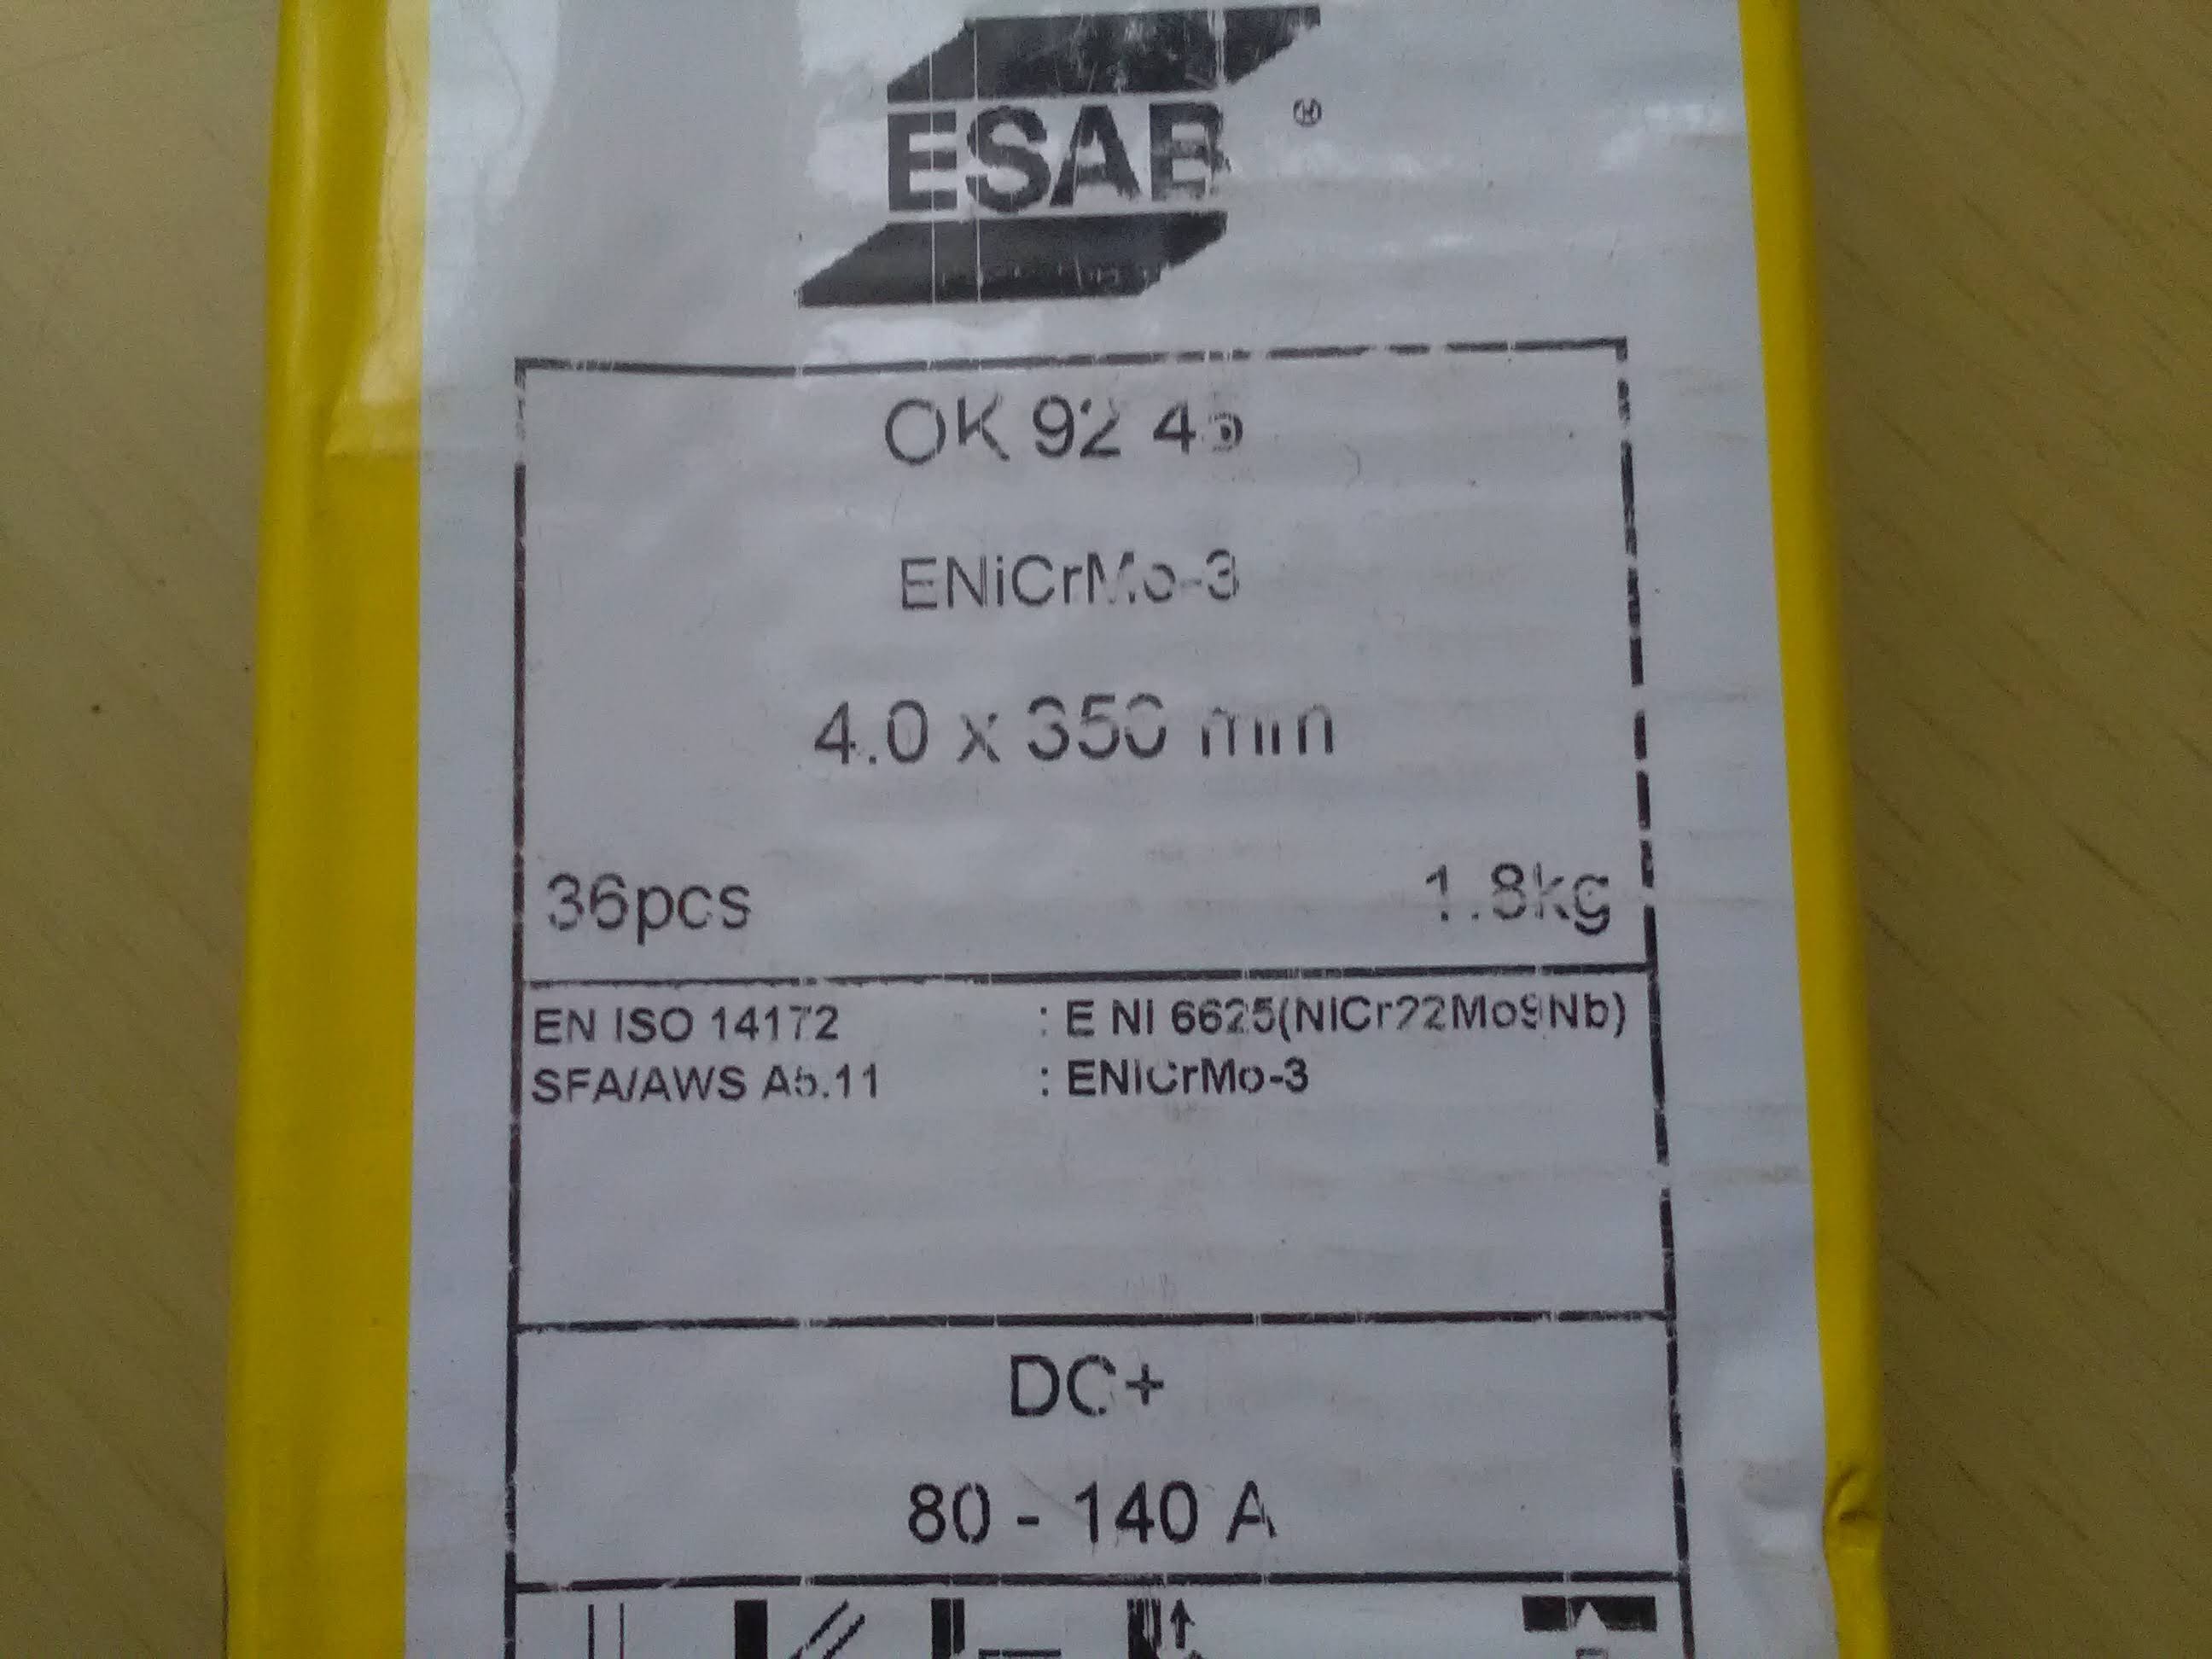 ESAB ®
OK 92 45
ENiCrMo-3
4.0 x 350 mm
36pcs 1.8kg
EN ISO 14172 : E NI 6625(NICr22Mo9Nb)
SFA/AWS A5.11 : ENICrMo-3
DC+
80 - 140 A